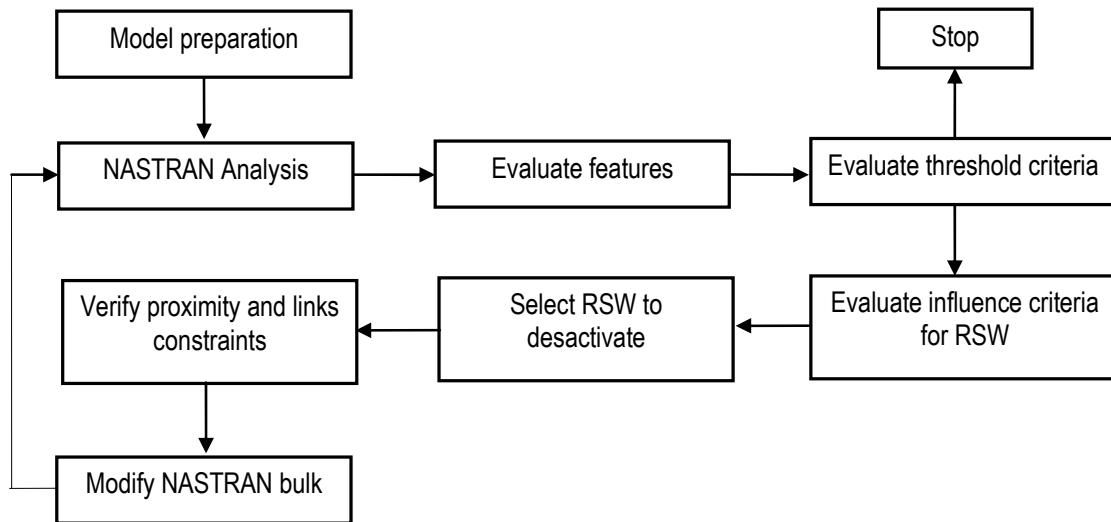 Model preparation
Stop
NASTRAN Analysis
Evaluate features
Evaluate threshold criteria
Verify proximity and links
constraints
Select RSW to
desactivate
Evaluate influence criteria
for RSW
Modify NASTRAN bulk